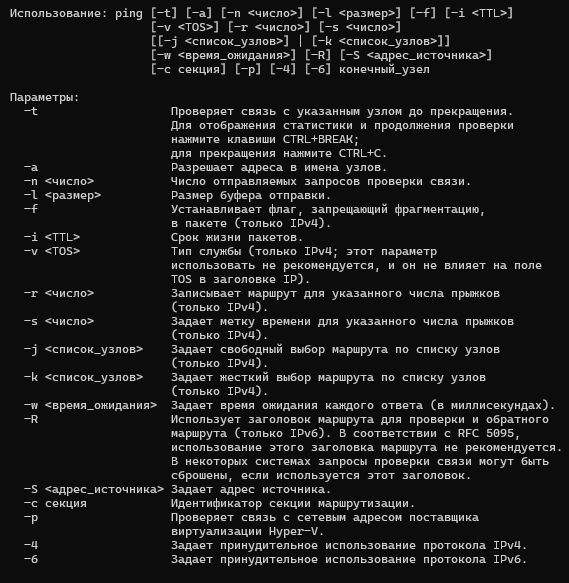 Использование: ping [-t] [-a] [-n <число>] [-l <размер>] [-f] [-i <TTL>]
                    [-v <TOS>] [-r <число>] [-s <число>]
                    [[-j <список_узлов>] | [-k <список_узлов>]]
                    [-w <время_ожидания>] [-R] [-S <адрес_источника>]
                    [-c секция] [-p] [-4] [-6] конечный_узел

Параметры:
  -t                   Проверяет связь с указанным узлом до прекращения.
                       Для отображения статистики и продолжения проверки
                       нажмите клавиши CTRL+BREAK;
                       для прекращения нажмите CTRL+C.
  -a                   Разрешает адреса в имена узлов.
  -n <число>           Число отправляемых запросов проверки связи.
  -l <размер>          Размер буфера отправки.
  -f                   Устанавливает флаг, запрещающий фрагментацию,
                       в пакете (только IPv4).
  -i <TTL>             Срок жизни пакетов.
  -v <TOS>             Тип службы (только IPv4; этот параметр
                       использовать не рекомендуется, и он не влияет на поле
                       TOS в заголовке IP).
  -r <число>           Записывает маршрут для указанного числа прыжков
                       (только IPv4).
  -s <число>           Задает метку времени для указанного числа прыжков
                       (только IPv4).
  -j <список_узлов>    Задает свободный выбор маршрута по списку узлов
                       (только IPv4).
  -k <список_узлов>    Задает жесткий выбор маршрута по списку узлов
                       (только IPv4).
  -w <время_ожидания>  Задает время ожидания каждого ответа (в миллисекундах).
  -R                   Использует заголовок маршрута для проверки и обратного
                       маршрута (только IPv6). В соответствии с RFC 5095,
                       использование этого заголовка маршрута не рекомендуется.
                       В некоторых системах запросы проверки связи могут быть
                       сброшены, если используется этот заголовок.
  -S <адрес_источника> Задает адрес источника.
  -c секция            Идентификатор секции маршрутизации.
  -p                   Проверяет связь с сетевым адресом поставщика
                       виртуализации Hyper-V.
  -4                   Задает принудительное использование протокола IPv4.
  -6                   Задает принудительное использование протокола IPv6.